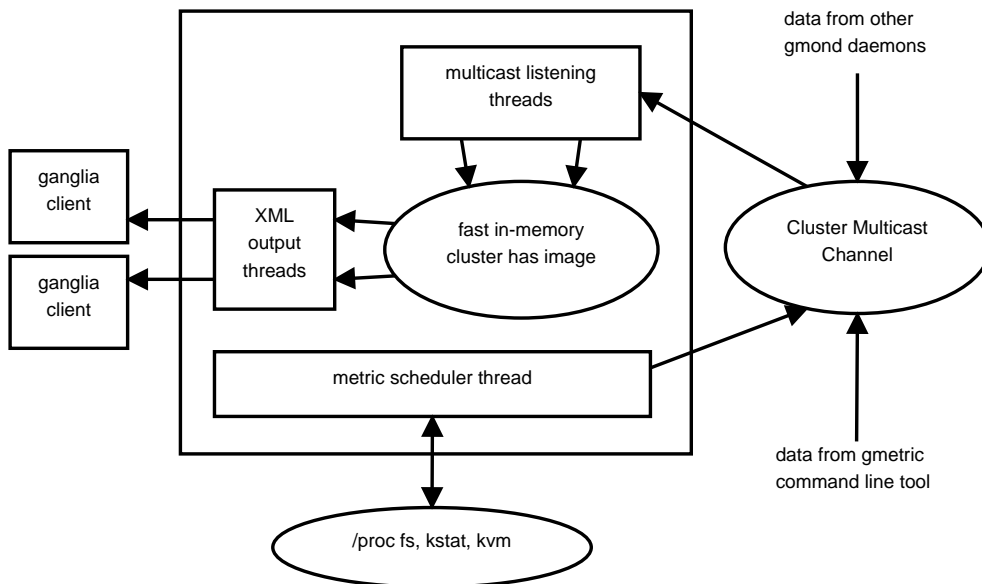 data from other
gmond daemons
multicast listening
threads
ganglia
client
XML
output
threads
fast in-memory
cluster has image
Cluster Multicast
Channel
ganglia
client
metric scheduler thread
data from gmetric
command line tool
/proc fs, kstat, kvm